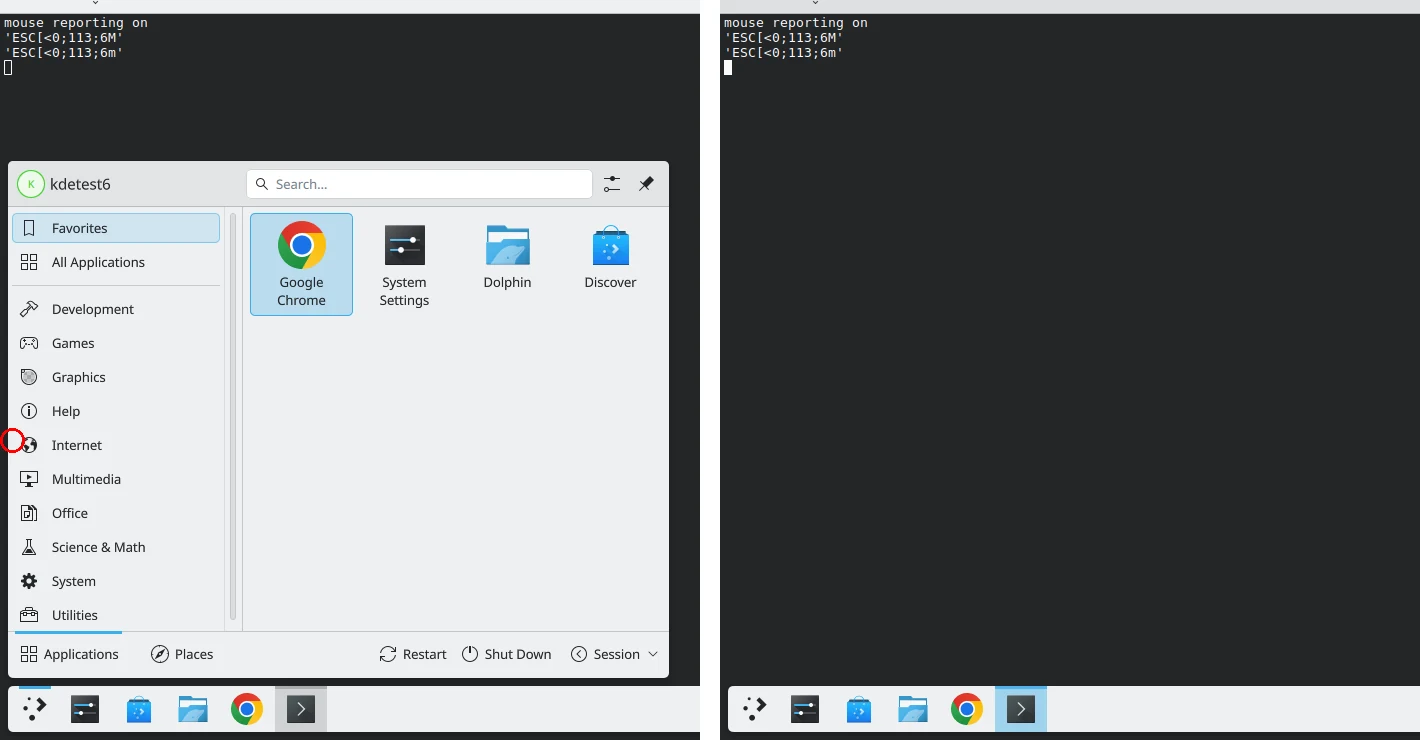 mouse reporting on
'ESC[<0;113;6M'
'ESC[<0;113;6m'
K
kdetest6
Search...
Favorites
All Applications
Development
Games
Graphics
Help
Internet
Multimedia
Office
Science & Math
System
Utilities
Google
Chrome
System
Settings
Dolphin
Discover
Applications
Places
Restart
Shut Down
Session
mouse reporting on
'ESC[<0;113;6M'
'ESC[<0;113;6m'